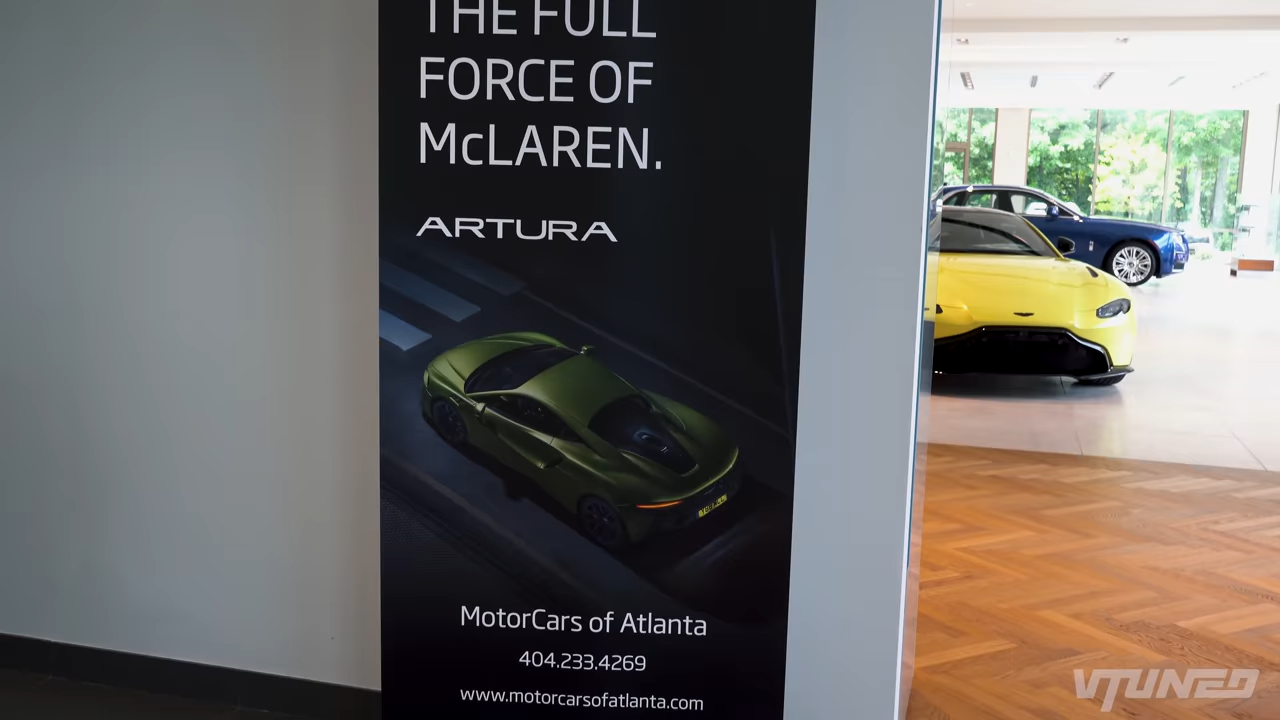 THE FULL
FORCE OF
McLAREN.
ARTURA
MotorCars of Atlanta
404.233.4269
www.motorcarsofatlanta.com
VTUNED